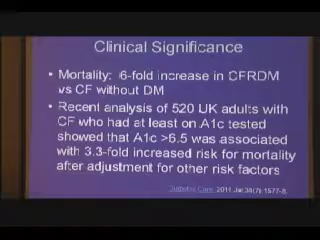 Clinical Significance
• Mortality: 6-fold increase in CFRDM
vs CF without DM
• Recent analysis of 520 UK adults with
CF who had at least on A1c tested
showed that A1c >6.5 was associated
with 3.3-fold increased risk for mortality
after adjustment for other risk factors
Diabetes Care. 2011 Jul;34(7):1577-8.